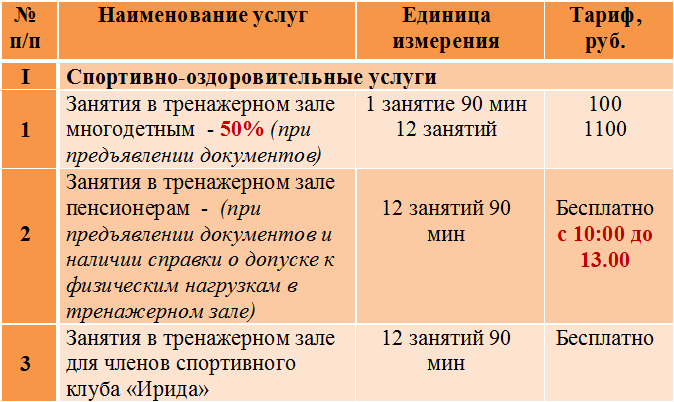 № п/п Наименование услуг Единица измерения Тариф, руб.
I Спортивно-оздоровительные услуги
1
Занятия в тренажерном зале
многодетным - 50% (при
предъявлении документов)
1 занятие 90 мин
12 занятий
100
1100
2
Занятия в тренажерном зале
пенсионерам - (при
предъявлении документов и
наличии справки о допуске к
физическим нагрузкам в
тренажерном зале)
12 занятий 90
мин
Бесплатно
с 10:00 до
13.00
3
Занятия в тренажерном зале
для членов спортивного
клуба «Ирида»
12 занятий 90
мин
Бесплатно